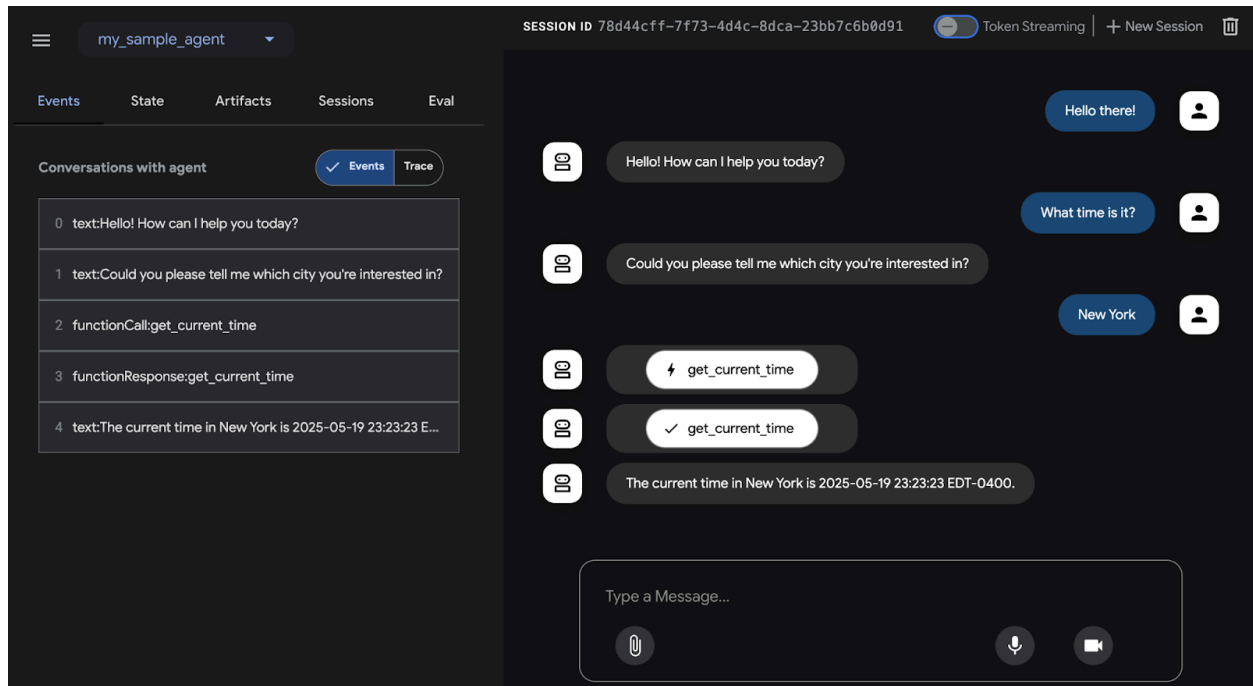 my_sample_agent
SESSION ID 78d44cff-7f73-4d4c-8dca-23bb7c6b0d91 Token Streaming + New Session
Events State Artifacts Sessions Eval
Conversations with agent Events Trace
0 text:Hello! How can I help you today?
1 text:Could you please tell me which city you're interested in?
2 functionCall:get_current_time
3 functionResponse:get_current_time
4 text:The current time in New York is 2025-05-19 23:23:23 E...
Hello there!
Hello! How can I help you today?
What time is it?
Could you please tell me which city you're interested in?
New York
get_current_time
get_current_time
The current time in New York is 2025-05-19 23:23:23 EDT-0400.
Type a Message...